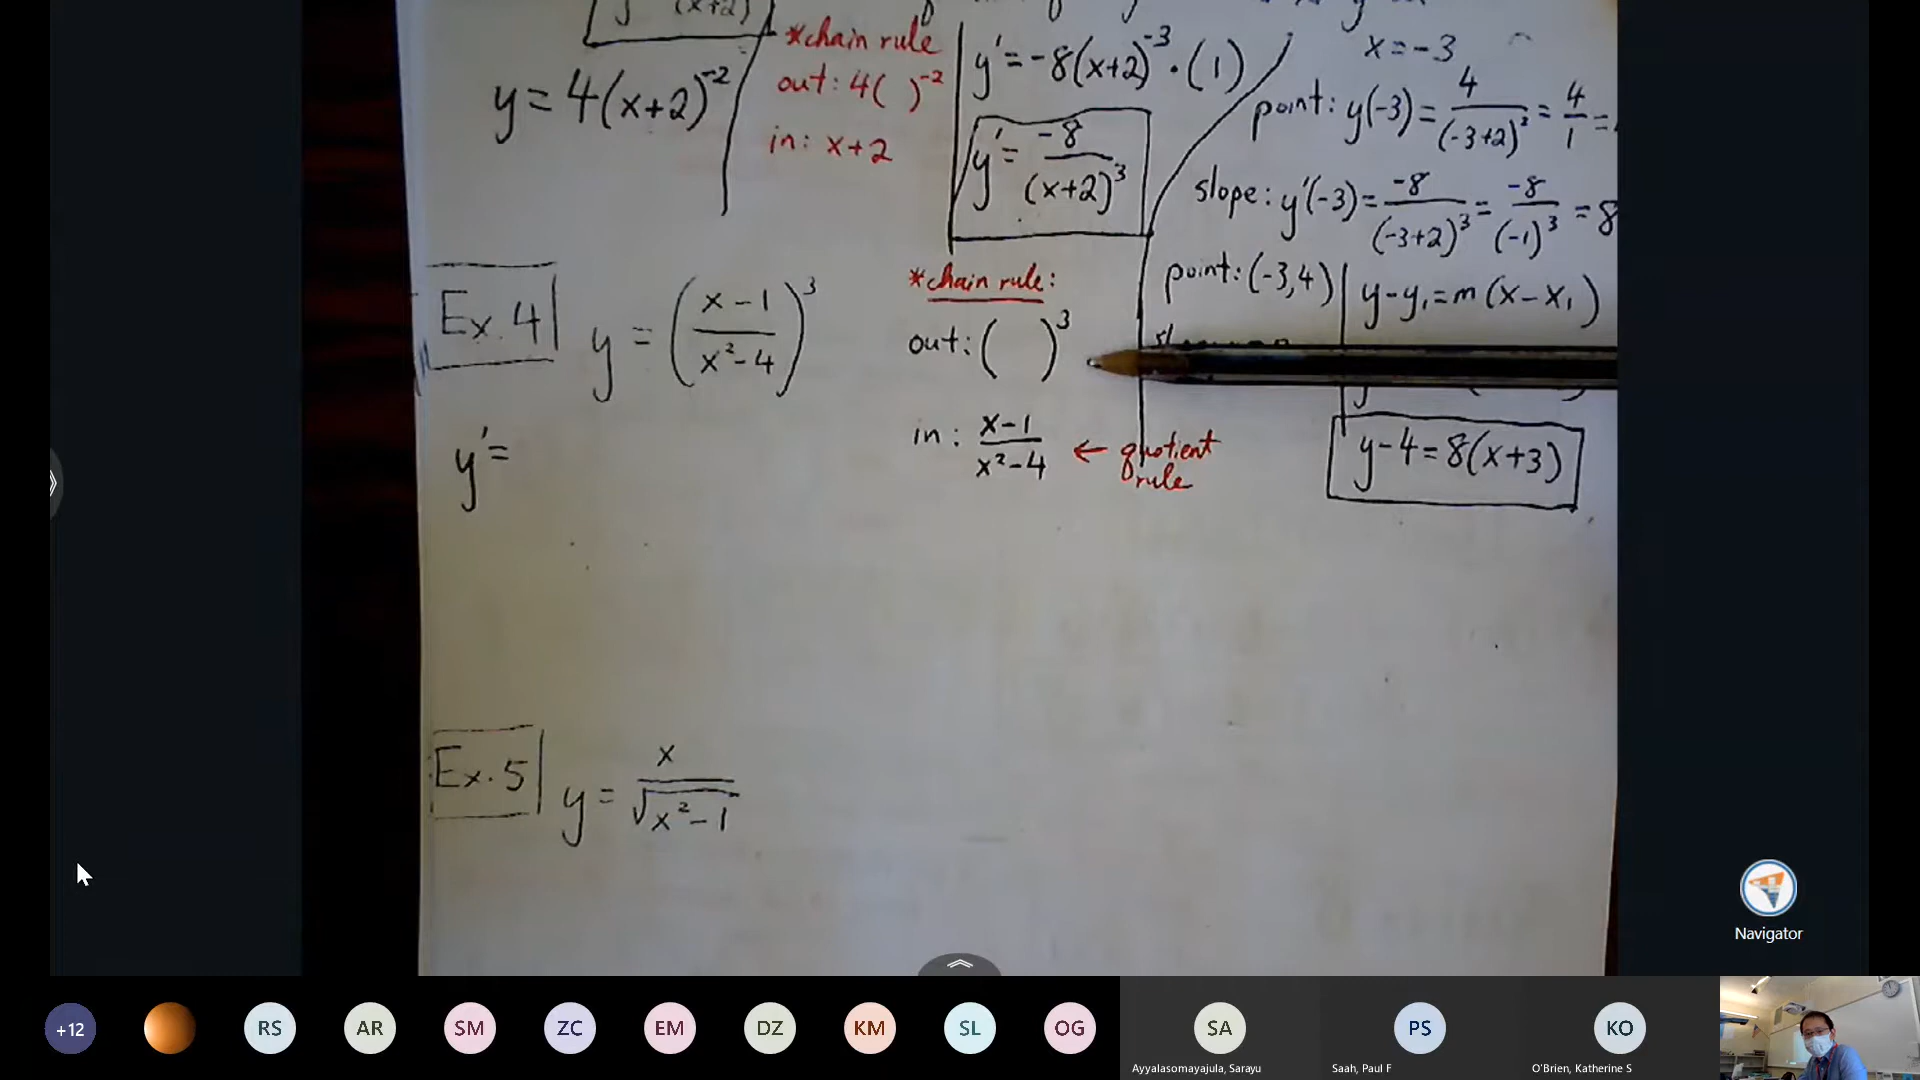 y = 4(x+2)^-2
*chain rule
out: 4( )^-2
in: x+2
y' = -8(x+2)^-3 · (1)
y' = -8/(x+2)^3
x = -3
point: y(-3) = 4/(-3+2)^2 = 4/1 =
slope: y'(-3) = -8/(-3+2)^3 = -8/(-1)^3 = 8
point: (-3,4)
y-y₁ = m(x-x₁)
y-4 = 8(x+3)
Ex. 4
y = ((x-1)/(x²-4))^3
*chain rule:
out: ( )^3
in: (x-1)/(x²-4) ← quotient
rule
y' =
Ex. 5
y = x/√(x²-1)
Navigator
+12
RS
AR
SM
ZC
EM
DZ
KM
SL
OG
SA
PS
KO
Ayyalasomayajula, Sarayu
Saah, Paul F
O'Brien, Katherine S